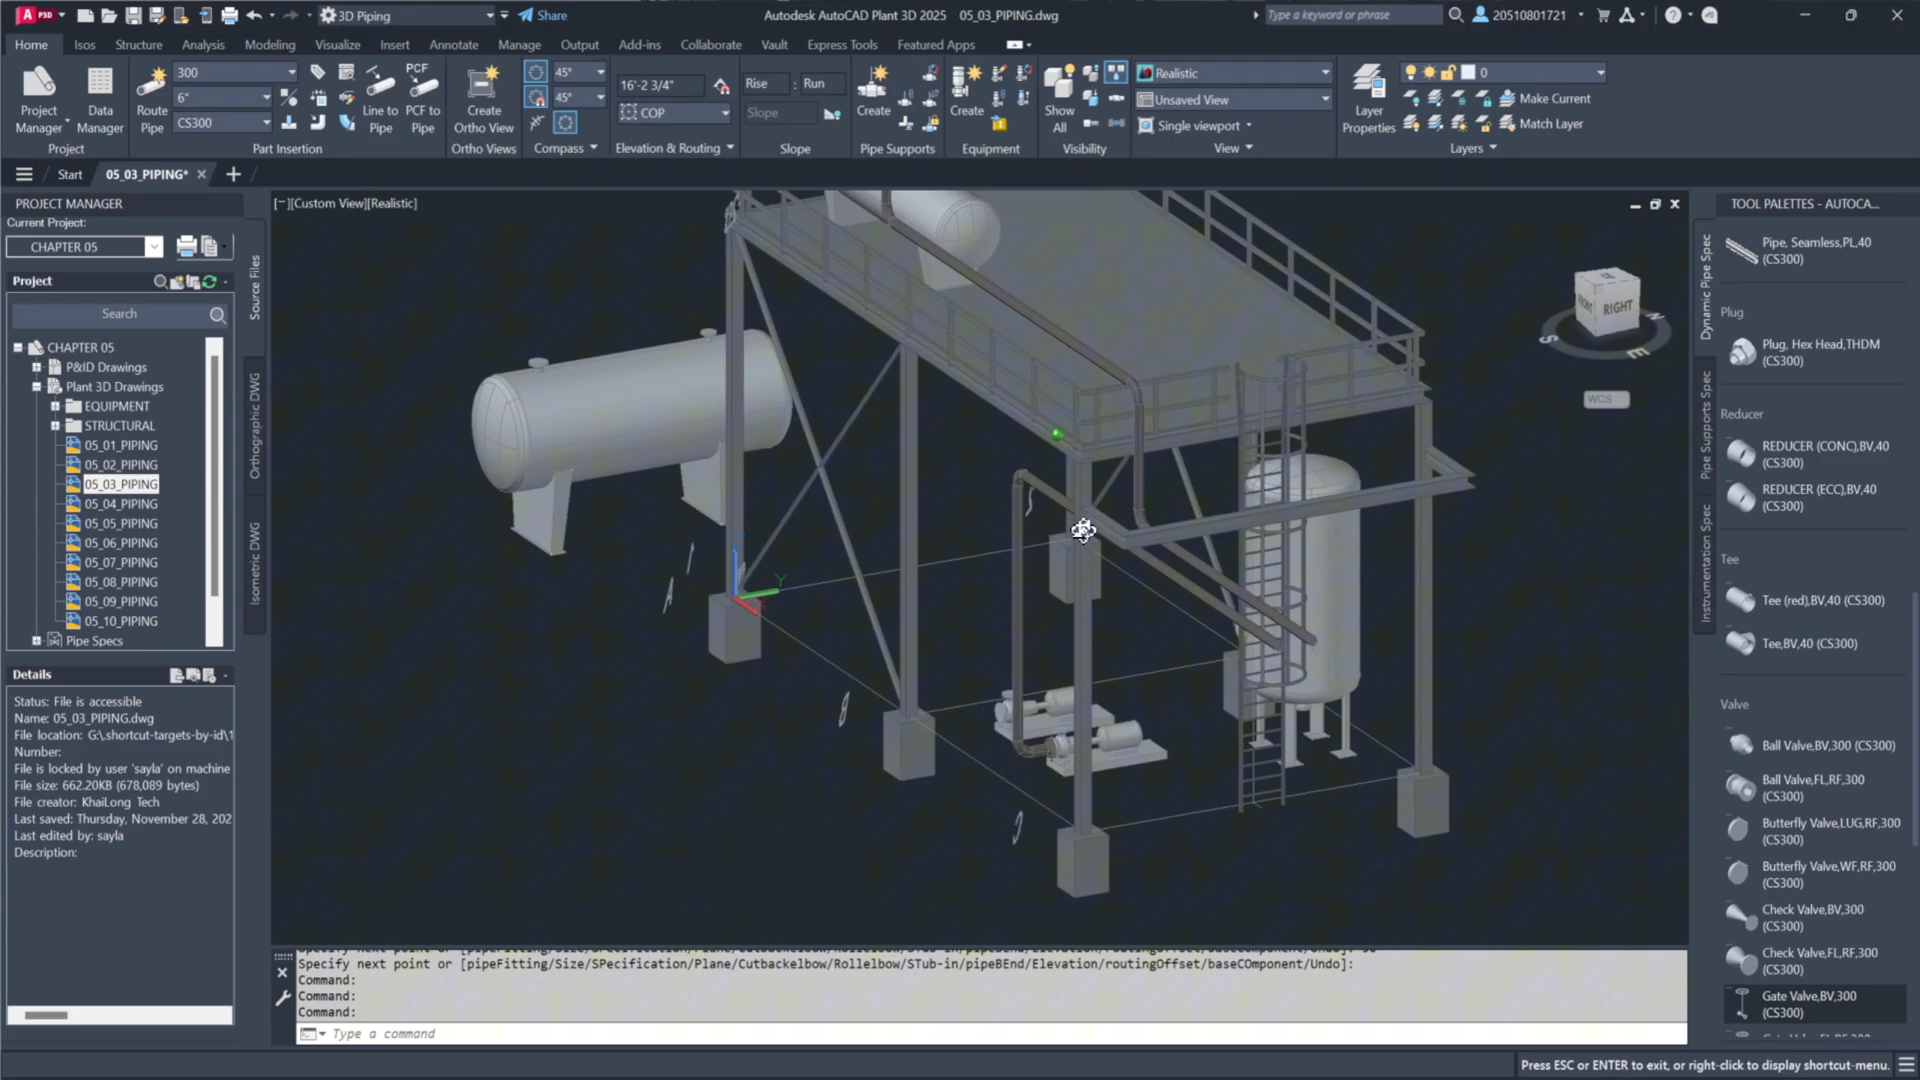 A P3D
3D Piping
Share
Autodesk AutoCAD Plant 3D 2025 05_03_PIPING.dwg
Type a keyword or phrase
20510801721
Home Isos Structure Analysis Modeling Visualize Insert Annotate Manage Output Add-ins Collaborate Vault Express Tools Featured Apps
Project Manager
Data Manager
Project
Route Pipe
300
6"
CS300
Line to Pipe
PCF to Pipe
PCF
Part Insertion
Create Ortho View
Ortho Views
45°
45°
Compass
16'-2 3/4"
COP
Elevation & Routing
Rise : Run
Slope
Slope
Create
Pipe Supports
Create
Equipment
Show All
Visibility
Realistic
Unsaved View
Single viewport
View
Layer Properties
0
Make Current
Match Layer
Layers
Start
05_03_PIPING*
PROJECT MANAGER
Current Project:
CHAPTER 05
Project
Search
CHAPTER 05
P&ID Drawings
Plant 3D Drawings
EQUIPMENT
STRUCTURAL
05_01_PIPING
05_02_PIPING
05_03_PIPING
05_04_PIPING
05_05_PIPING
05_06_PIPING
05_07_PIPING
05_08_PIPING
05_09_PIPING
05_10_PIPING
Pipe Specs
Source Files
Orthographic DWG
Isometric DWG
Details
Status: File is accessible
Name: 05_03_PIPING.dwg
File location: G:\.shortcut-targets-by-id\1
Number:
File is locked by user 'sayla' on machine
File size: 662.20KB (678,089 bytes)
File creator: KhaiLong Tech
Last saved: Thursday, November 28, 202
Last edited by: sayla
Description:
[−][Custom View][Realistic]
RIGHT
FRONT
S
E
N
WCS
Y
Specify next point or [pipeFitting/Size/SPecification/Plane/Cutbackelbow/Rollelbow/STub-in/pipeBEnd/Elevation/routingOffset/baseCOmponent/Undo]:
Command:
Command:
Command:
Type a command
TOOL PALETTES - AUTOCA...
Dynamic Pipe Spec
Pipe Supports Spec
Instrumentation Spec
Pipe, Seamless,PL,40
(CS300)
Plug
Plug, Hex Head,THDM
(CS300)
Reducer
REDUCER (CONC),BV,40
(CS300)
REDUCER (ECC),BV,40
(CS300)
Tee
Tee (red),BV,40 (CS300)
Tee,BV,40 (CS300)
Valve
Ball Valve,BV,300 (CS300)
Ball Valve,FL,RF,300
(CS300)
Butterfly Valve,LUG,RF,300
(CS300)
Butterfly Valve,WF,RF,300
(CS300)
Check Valve,BV,300
(CS300)
Check Valve,FL,RF,300
(CS300)
Gate Valve,BV,300
(CS300)
Press ESC or ENTER to exit, or right-click to display shortcut-menu.